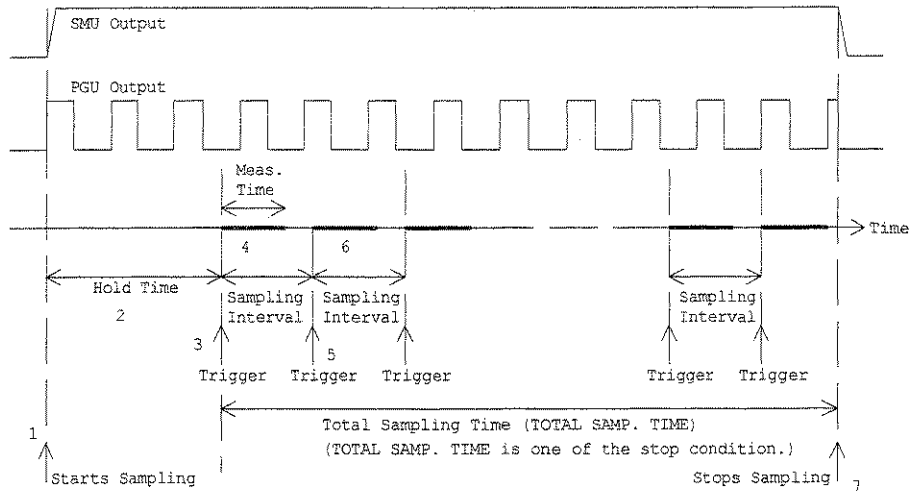 SMU Output
PGU Output
Meas.
Time
Time
4
6
Hold Time
2
Sampling
Interval
Sampling
Interval
Sampling
Interval
3
5
Trigger
Trigger
Trigger
Trigger
Trigger
Total Sampling Time (TOTAL SAMP. TIME)
(TOTAL SAMP. TIME is one of the stop condition.)
1
Starts Sampling
Stops Sampling
7